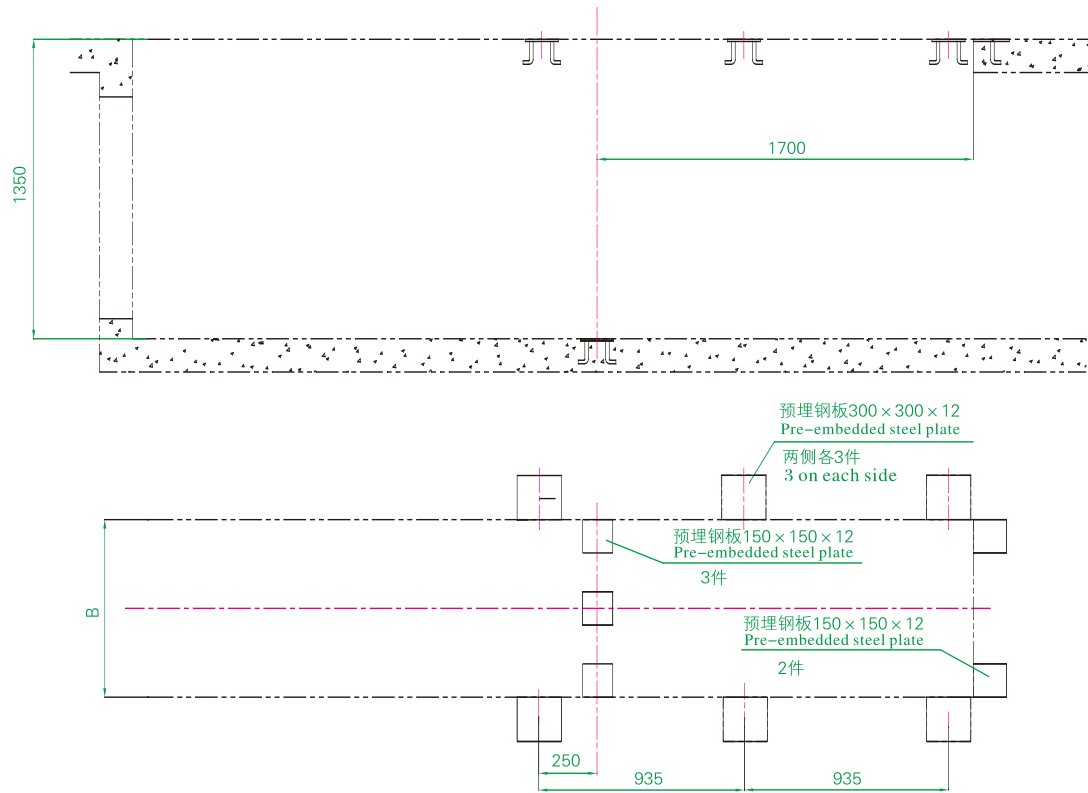 1350
1700
预埋钢板300×300×12
Pre-embedded steel plate
两侧各3件
3 on each side
预埋钢板150×150×12
Pre-embedded steel plate
3件
B
预埋钢板150×150×12
Pre-embedded steel plate
2件
250
935
935